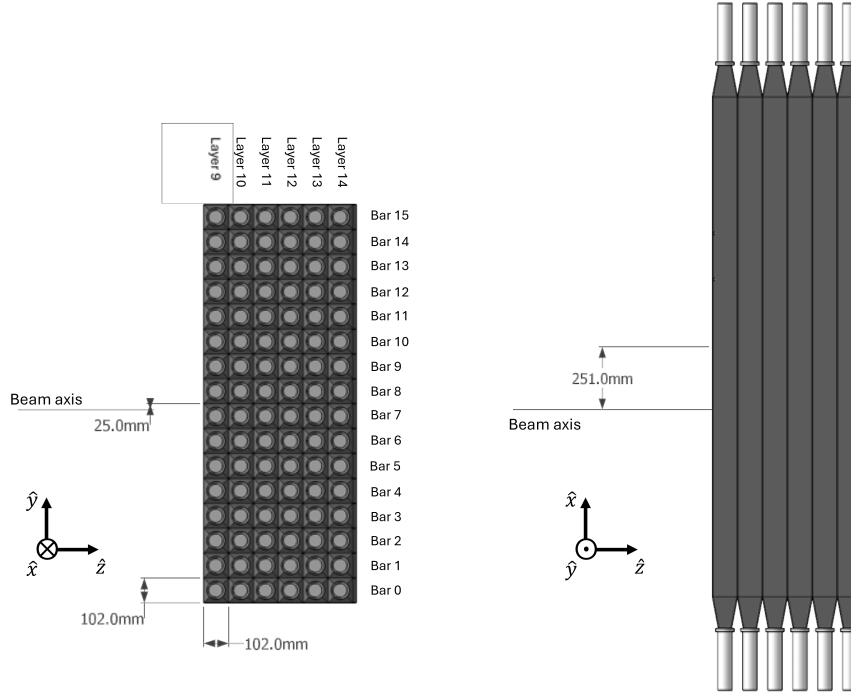 Layer 9
Layer 10
Layer 11
Layer 12
Layer 13
Layer 14
Bar 15
Bar 14
Bar 13
Bar 12
Bar 11
Bar 10
Bar 9
Bar 8
Bar 7
Bar 6
Bar 5
Bar 4
Bar 3
Bar 2
Bar 1
Bar 0
Beam axis
25.0mm
ŷ
x̂
ẑ
102.0mm
102.0mm
251.0mm
Beam axis
x̂
ŷ
ẑ